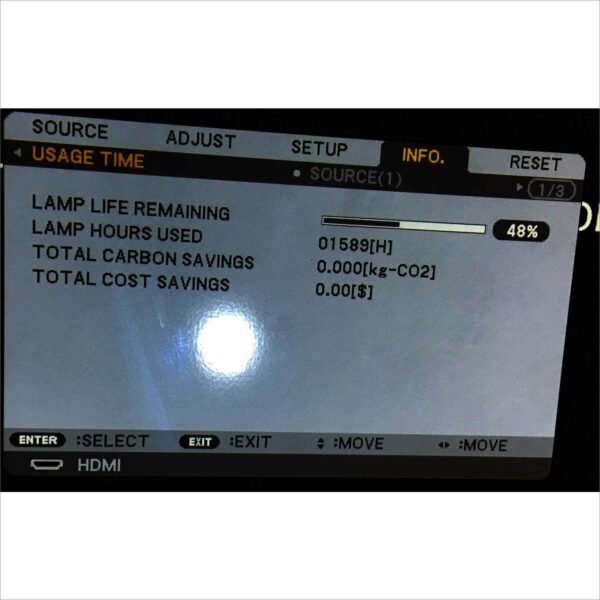 SOURCE ADJUST SETUP INFO. RESET
USAGE TIME SOURCE(1) 1/3
LAMP LIFE REMAINING 48%
LAMP HOURS USED 01589[H]
TOTAL CARBON SAVINGS 0.000[kg-CO2]
TOTAL COST SAVINGS 0.00[$]
ENTER :SELECT EXIT :EXIT :MOVE :MOVE
HDMI